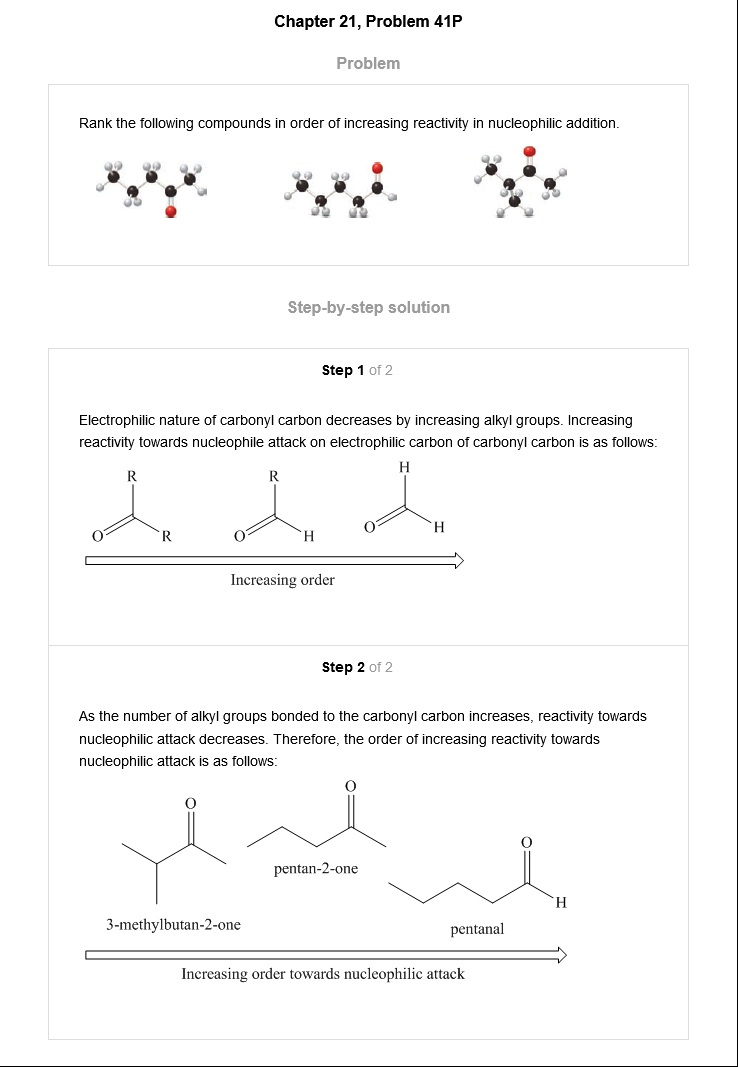 Chapter 21, Problem 41P
Problem
Rank the following compounds in order of increasing reactivity in nucleophilic addition.
Step-by-step solution
Step 1 of 2
Electrophilic nature of carbonyl carbon decreases by increasing alkyl groups. Increasing
reactivity towards nucleophile attack on electrophilic carbon of carbonyl carbon is as follows:
R R H
O R O H O H
Increasing order
Step 2 of 2
As the number of alkyl groups bonded to the carbonyl carbon increases, reactivity towards
nucleophilic attack decreases. Therefore, the order of increasing reactivity towards
nucleophilic attack is as follows:
O
O
O
pentan-2-one
H
3-methylbutan-2-one
pentanal
Increasing order towards nucleophilic attack